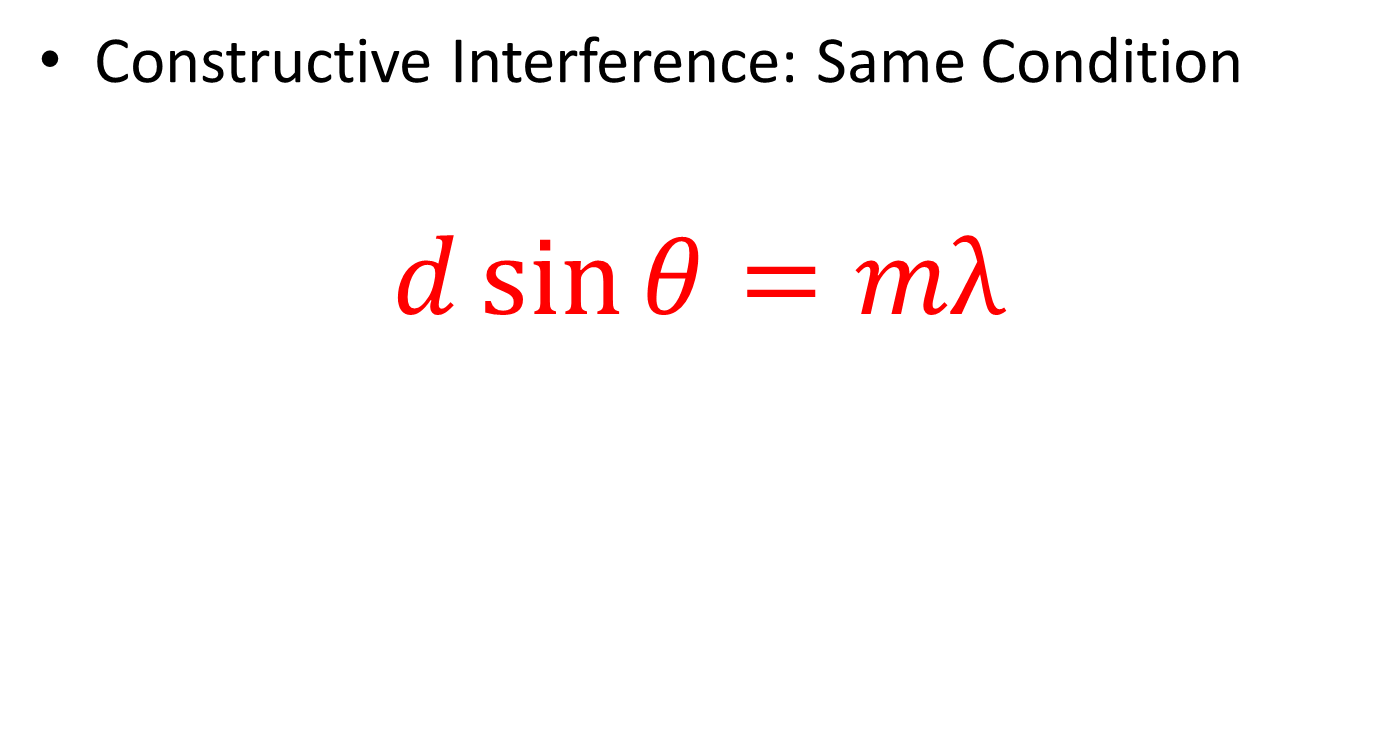 • Constructive Interference: Same Condition
d sin θ = mλ